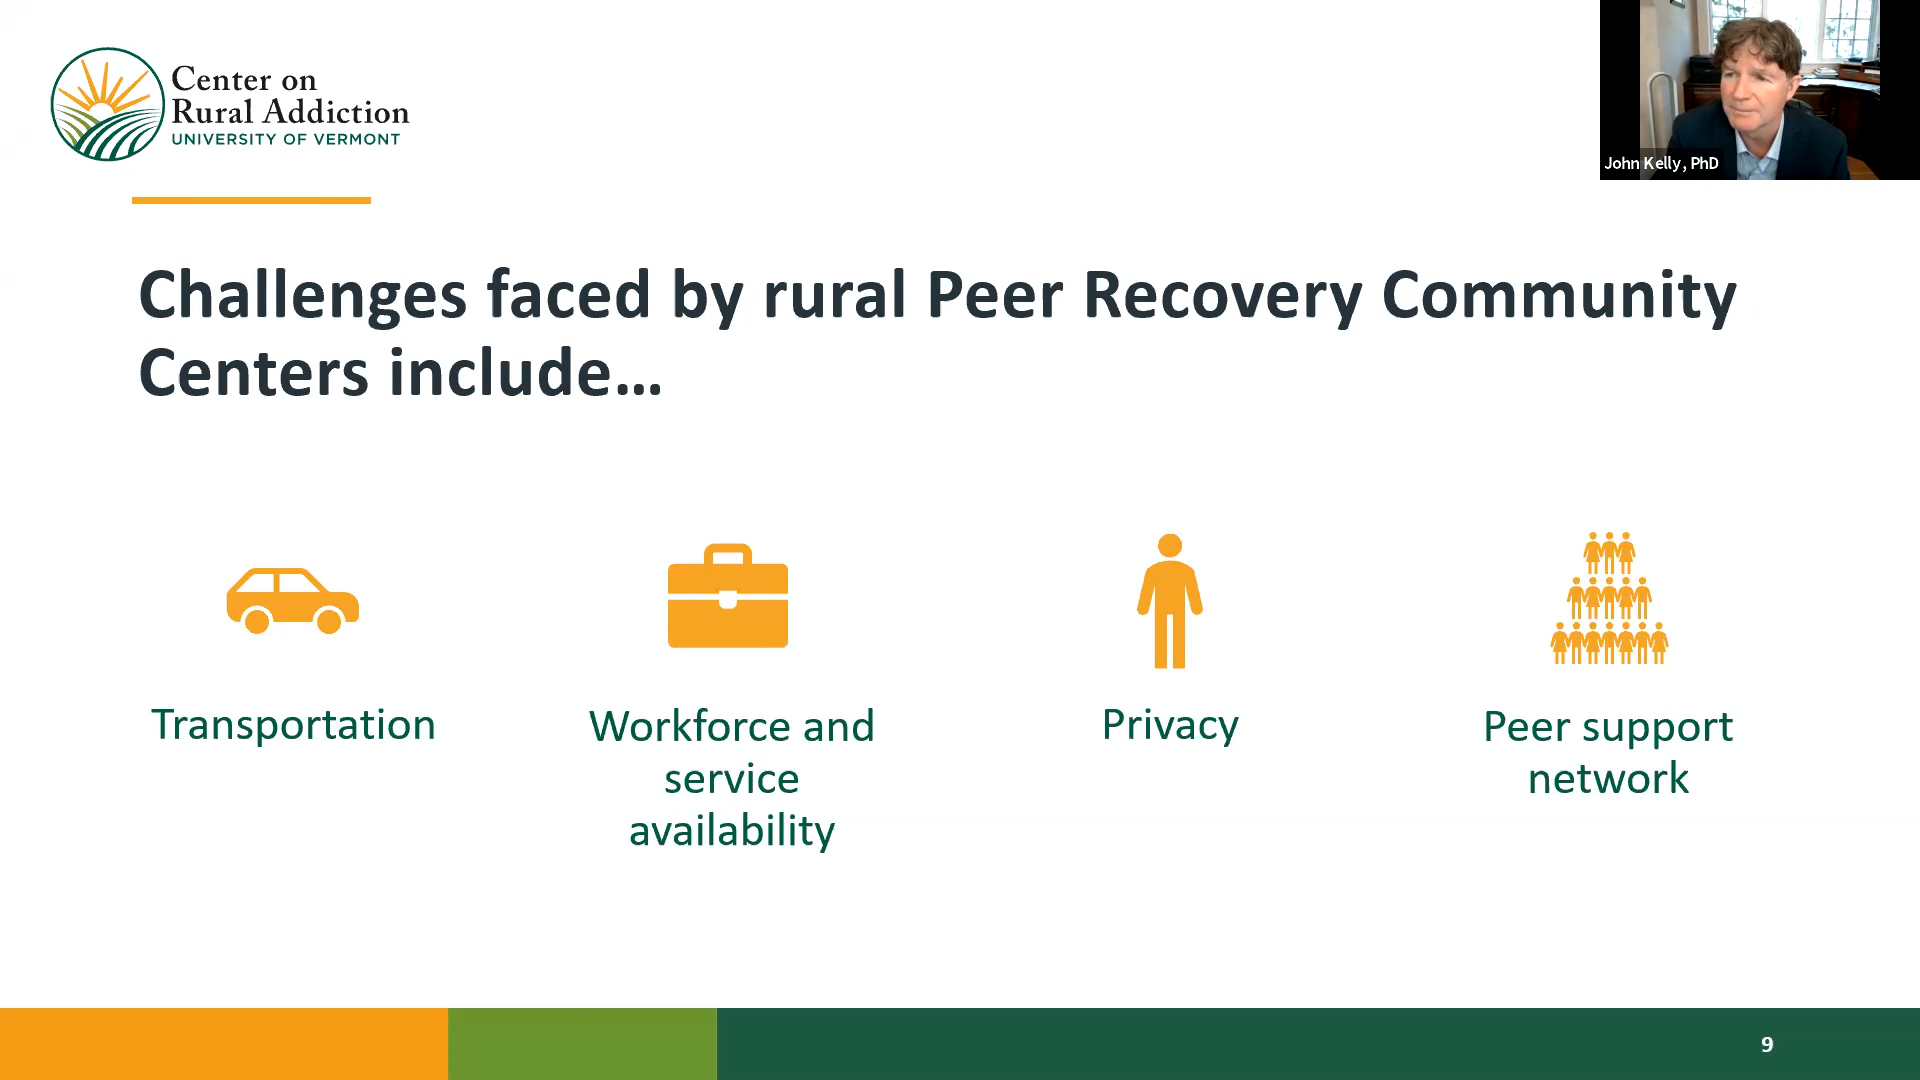 Center on
Rural Addiction
UNIVERSITY OF VERMONT
John Kelly, PhD
Challenges faced by rural Peer Recovery Community
Centers include...
Transportation
Workforce and
service
availability
Privacy
Peer support
network
9